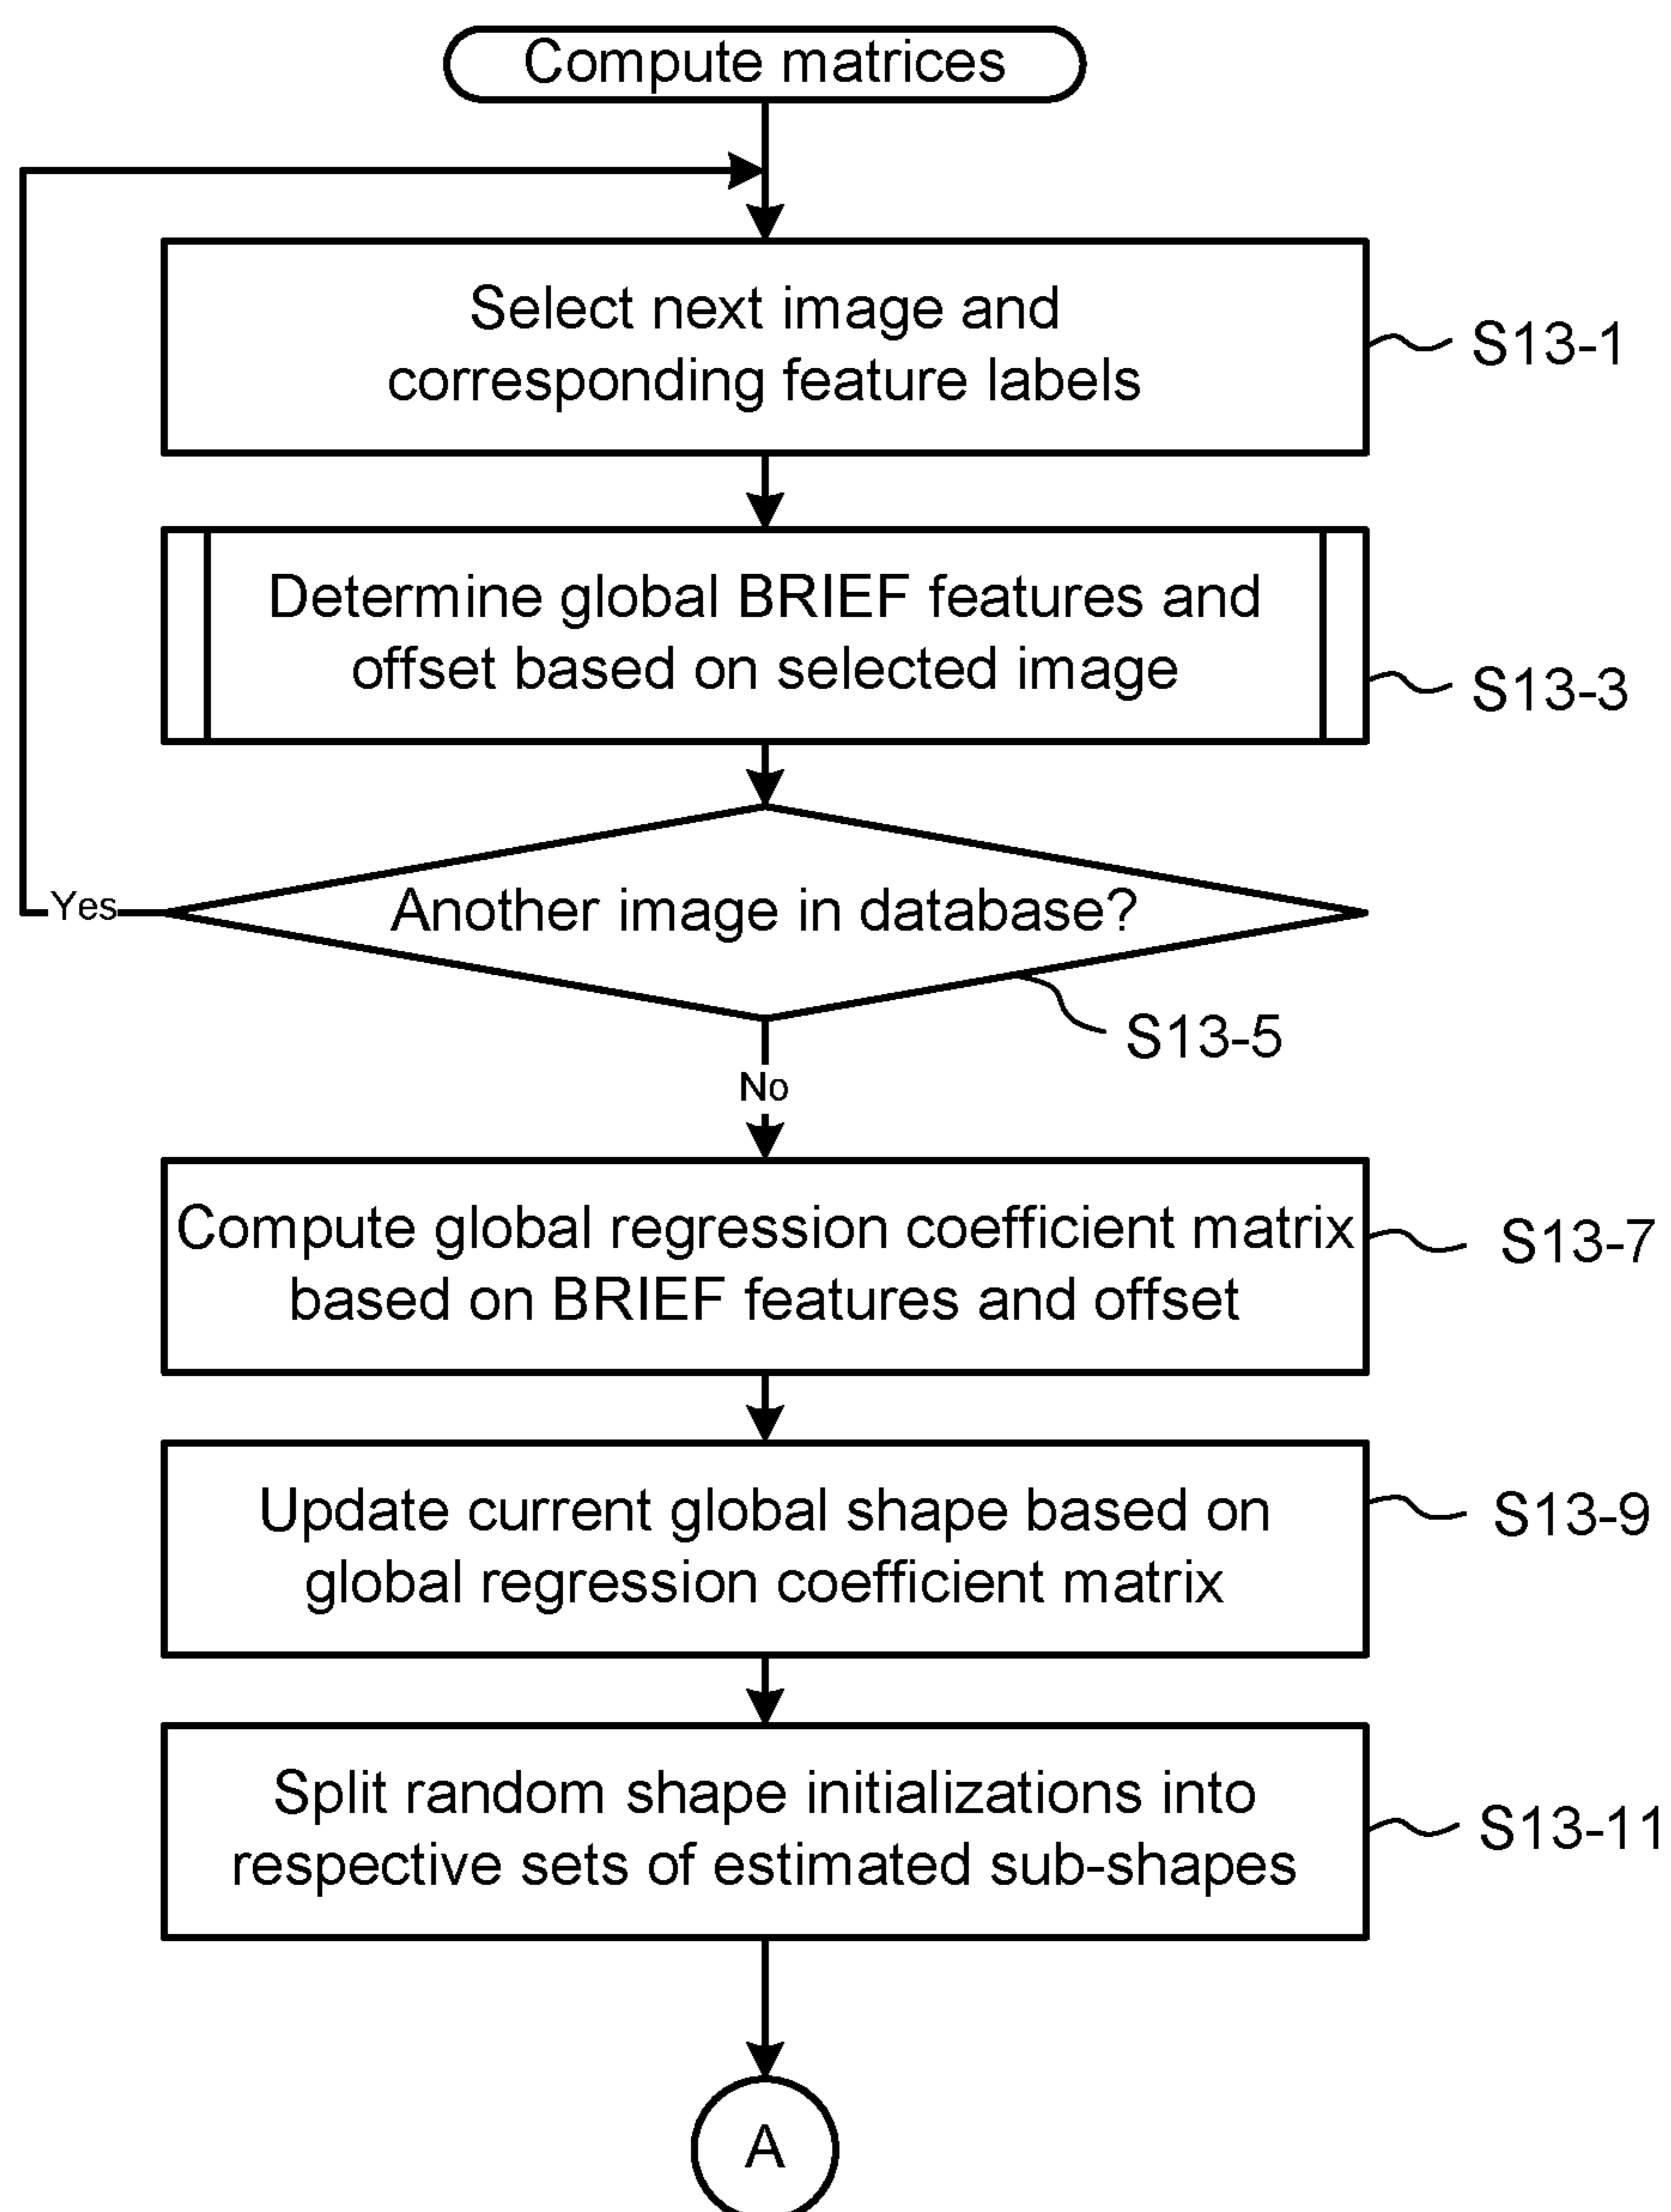 Compute matrices
Select next image and
corresponding feature labels
S13-1
Determine global BRIEF features and
offset based on selected image
S13-3
Another image in database?
Yes
S13-5
No
Compute global regression coefficient matrix
based on BRIEF features and offset
S13-7
Update current global shape based on
global regression coefficient matrix
S13-9
Split random shape initializations into
respective sets of estimated sub-shapes
S13-11
A